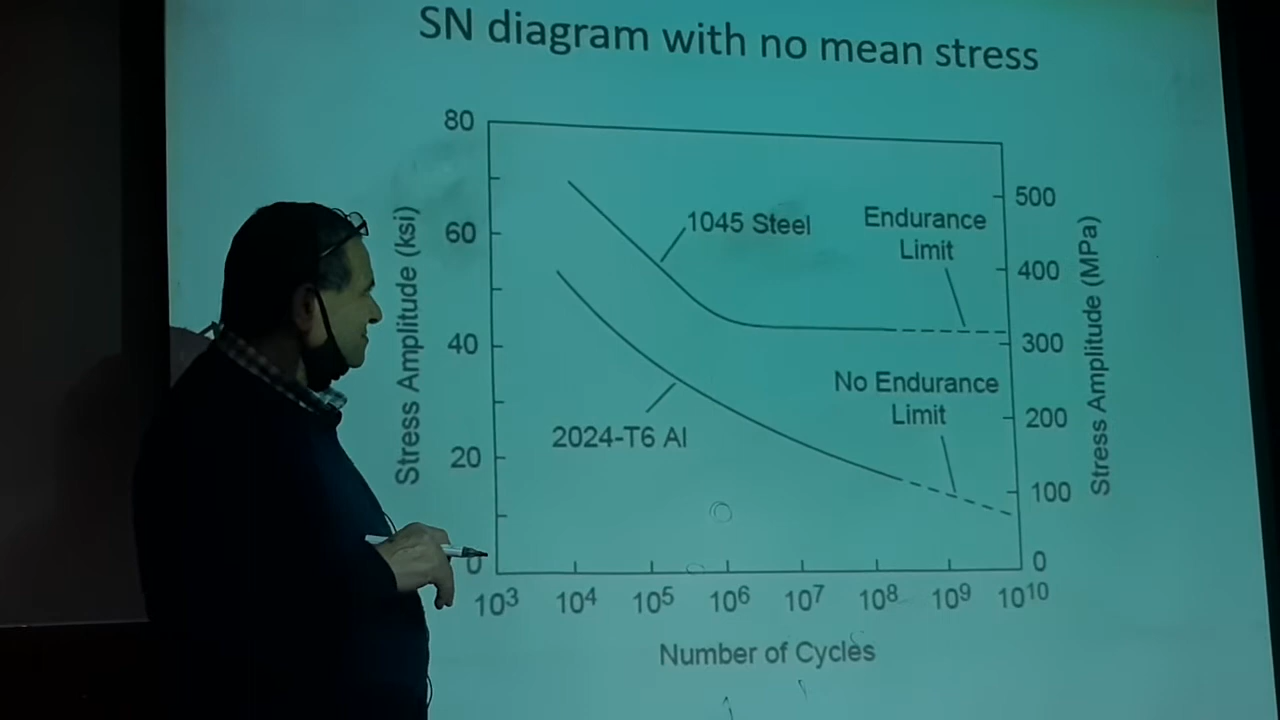 SN diagram with no mean stress
Stress Amplitude (ksi)
80
60
40
20
0
1045 Steel
2024-T6 Al
Endurance
Limit
No Endurance
Limit
500
400
300
200
100
0
Stress Amplitude (MPa)
10³ 10⁴ 10⁵ 10⁶ 10⁷ 10⁸ 10⁹ 10¹⁰
Number of Cycles